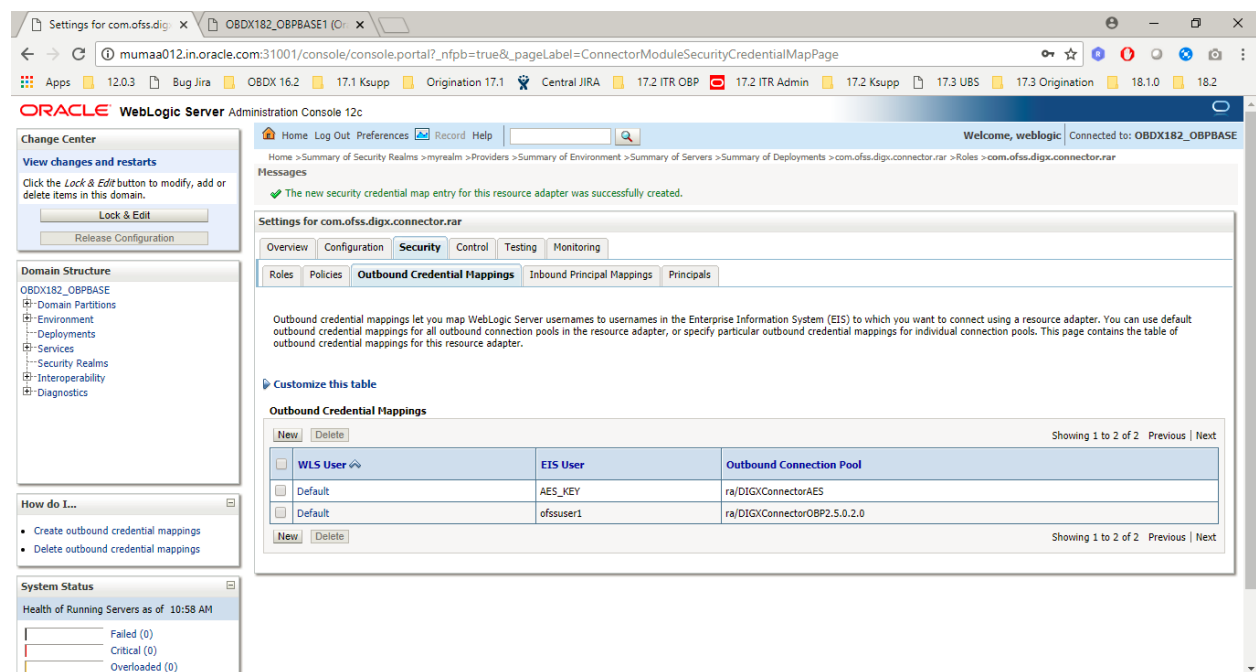 Settings for com.ofss.dig
OBDX182_OBPBASE1 (Or
mumaa012.in.oracle.com:31001/console/console.portal?_nfpb=true&_pageLabel=ConnectorModuleSecurityCredentialMapPage
Apps 12.0.3 Bug Jira OBDX 16.2 17.1 Ksupp Origination 17.1 Central JIRA 17.2 ITR OBP 17.2 ITR Admin 17.2 Ksupp 17.3 UBS 17.3 Origination 18.1.0 18.2
ORACLE WebLogic Server Administration Console 12c
Change Center
View changes and restarts
Click the Lock & Edit button to modify, add or
delete items in this domain.
Lock & Edit
Release Configuration
Domain Structure
OBDX182_OBPBASE
Domain Partitions
Environment
Deployments
Services
Security Realms
Interoperability
Diagnostics
How do I...
Create outbound credential mappings
Delete outbound credential mappings
System Status
Health of Running Servers as of 10:58 AM
Failed (0)
Critical (0)
Overloaded (0)
Home Log Out Preferences Record Help
Welcome, weblogic Connected to: OBDX182_OBPBASE
Home >Summary of Security Realms >myrealm >Providers >Summary of Environment >Summary of Servers >Summary of Deployments >com.ofss.digx.connector.rar >Roles >com.ofss.digx.connector.rar
Messages
The new security credential map entry for this resource adapter was successfully created.
Settings for com.ofss.digx.connector.rar
Overview Configuration Security Control Testing Monitoring
Roles Policies Outbound Credential Mappings Inbound Principal Mappings Principals
Outbound credential mappings let you map WebLogic Server usernames to usernames in the Enterprise Information System (EIS) to which you want to connect using a resource adapter. You can use default
outbound credential mappings for all outbound connection pools in the resource adapter, or specify particular outbound credential mappings for individual connection pools. This page contains the table of
outbound credential mappings for this resource adapter.
Customize this table
Outbound Credential Mappings
New Delete Showing 1 to 2 of 2 Previous | Next
WLS User EIS User Outbound Connection Pool
Default AES_KEY ra/DIGXConnectorAES
Default ofssuser1 ra/DIGXConnectorOBP2.5.0.2.0
New Delete Showing 1 to 2 of 2 Previous | Next